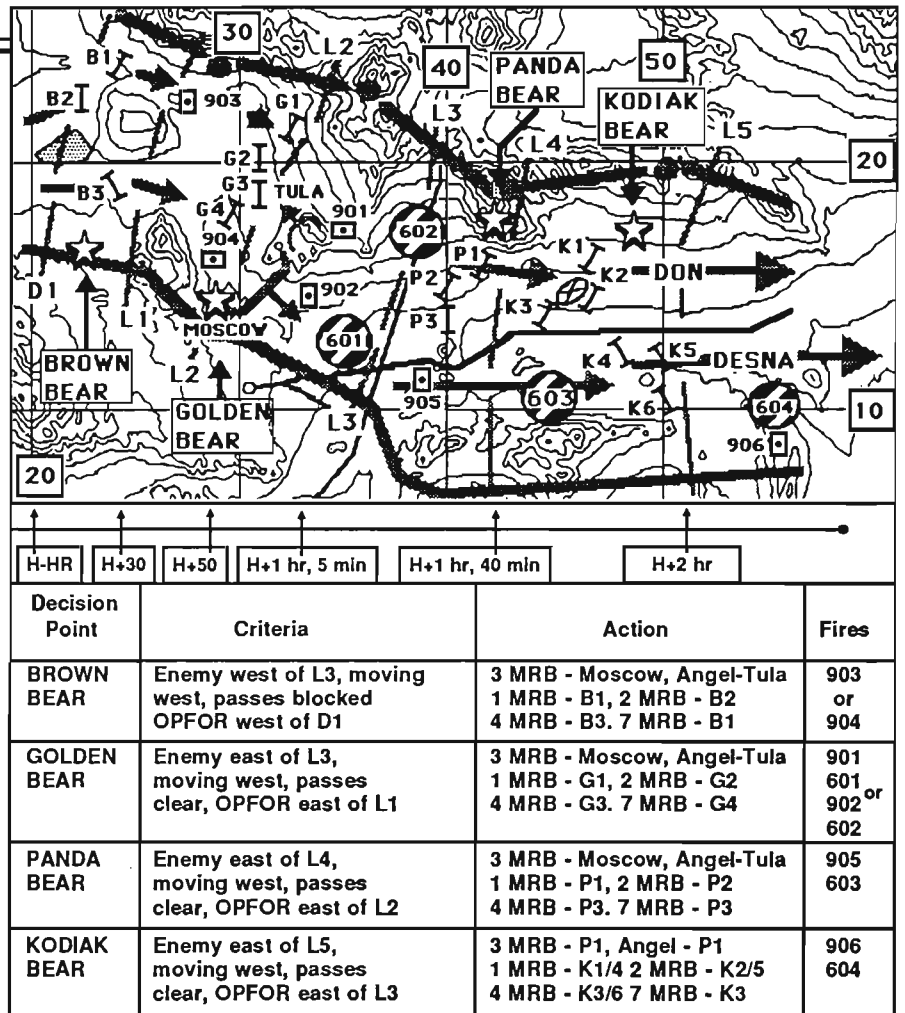 30
L2
40
PANDA
BEAR
50
KODIAK
BEAR
B1
B2
903
G1
L3
L4
L5
G2
20
B3
G3
TULA
G4
901
904
602
P1
K1
D1
902
P2
K2
DON
L1
MOSCOW
P3
K3
601
BROWN
BEAR
L2
K4
K5
DESNA
GOLDEN
BEAR
L3
905
603
K6
604
10
906
20
H-HR
H+30
H+50
H+1 hr, 5 min
H+1 hr, 40 min
H+2 hr
Decision
Point
Criteria
Action
Fires
BROWN
BEAR
Enemy west of L3, moving
west, passes blocked
OPFOR west of D1
3 MRB - Moscow, Angel-Tula
1 MRB - B1, 2 MRB - B2
4 MRB - B3. 7 MRB - B1
903
or
904
GOLDEN
BEAR
Enemy east of L3,
moving west, passes
clear, OPFOR east of L1
3 MRB - Moscow, Angel-Tula
1 MRB - G1, 2 MRB - G2
4 MRB - G3. 7 MRB - G4
901
601
or
902
602
PANDA
BEAR
Enemy east of L4,
moving west, passes
clear, OPFOR east of L2
3 MRB - Moscow, Angel-Tula
1 MRB - P1, 2 MRB - P2
4 MRB - P3. 7 MRB - P3
905
603
KODIAK
BEAR
Enemy east of L5,
moving west, passes
clear, OPFOR east of L3
3 MRB - P1, Angel - P1
1 MRB - K1/4 2 MRB - K2/5
4 MRB - K3/6 7 MRB - K3
906
604